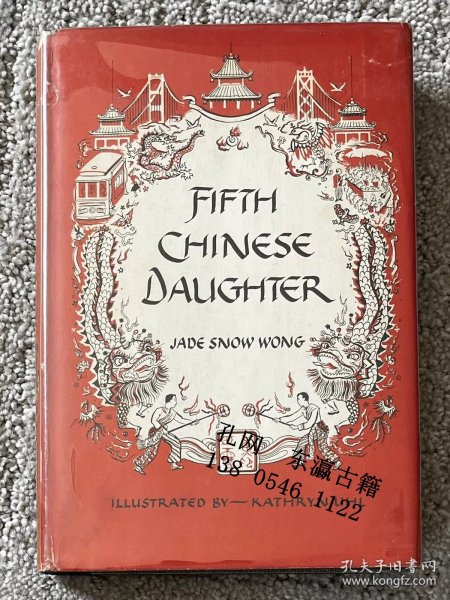 FIFTH
CHINESE
DAUGHTER
JADE SNOW WONG
孔网 东瀛古籍
138 0546 1122
ILLUSTRATED BY — KATHRYN UHL
孔夫子旧书网
www.kongfz.com